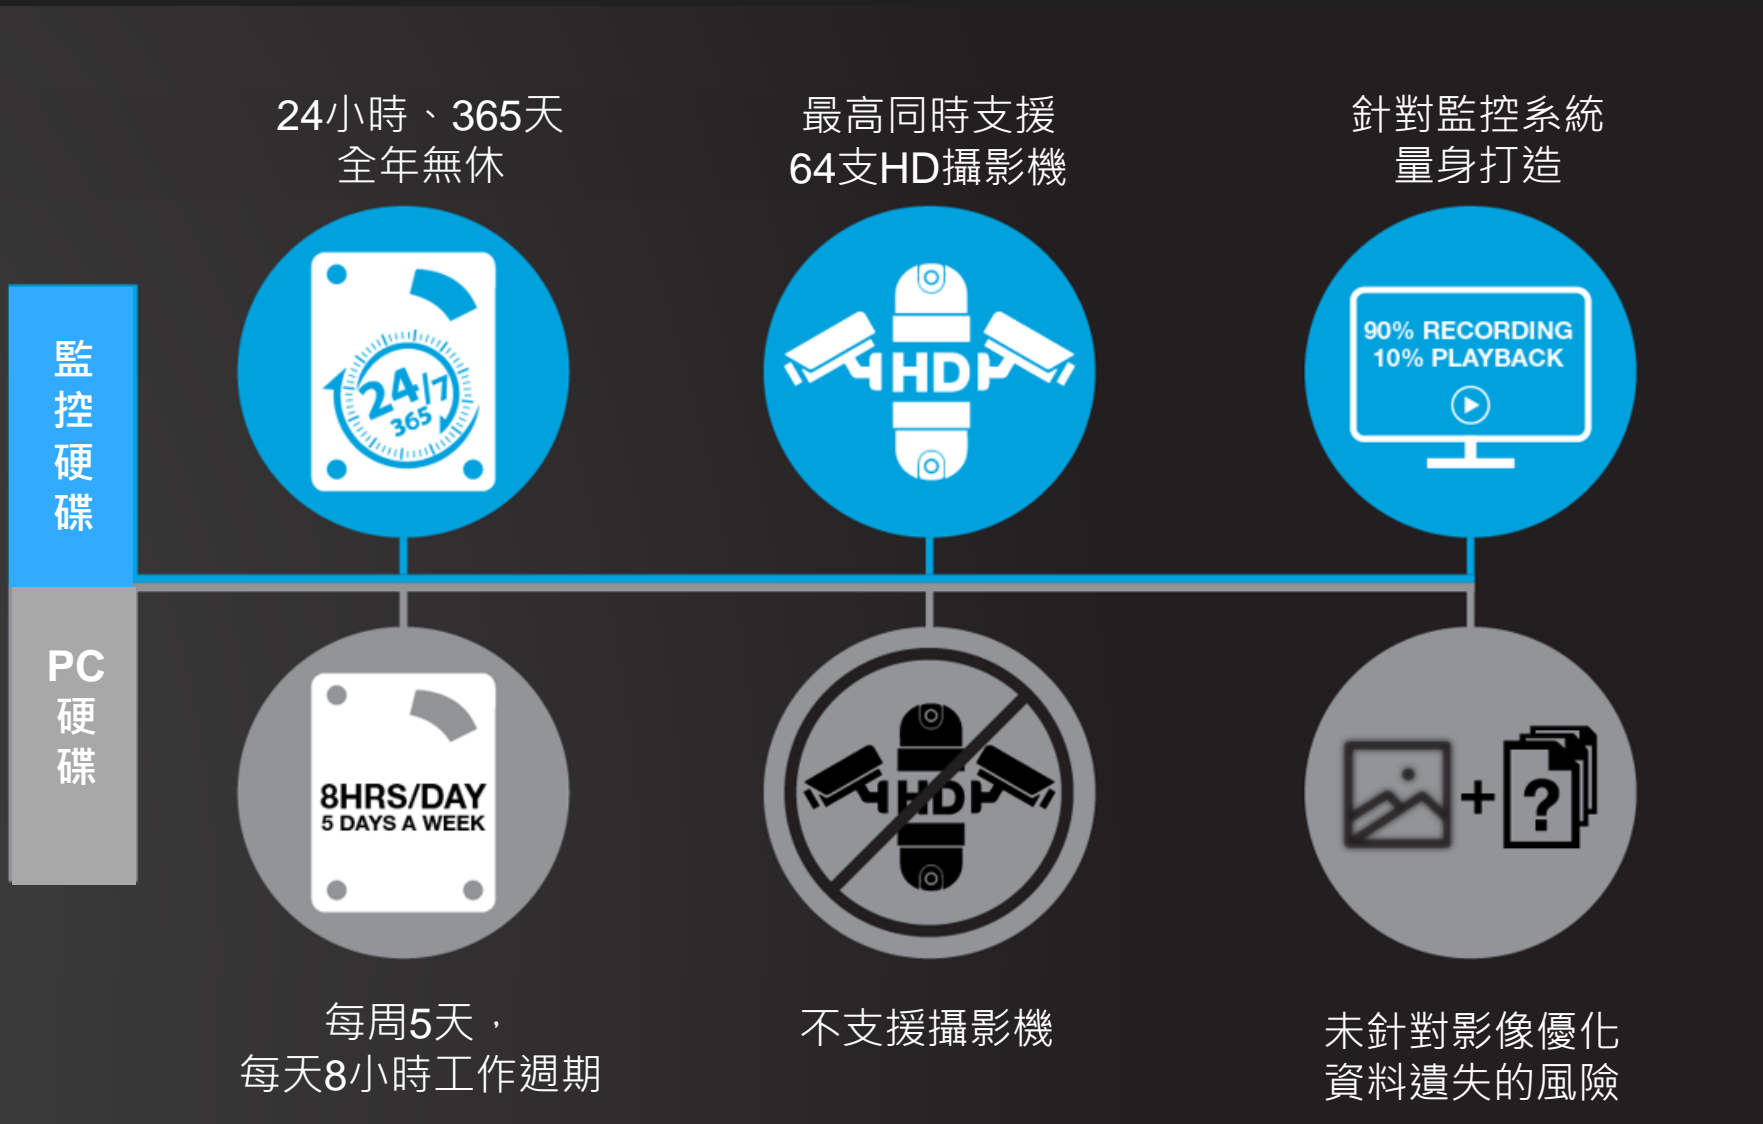 24小時、365天
全年無休
最高同時支援
64支HD攝影機
針對監控系統
量身打造
24/7
365
HD
90% RECORDING
10% PLAYBACK
監控硬碟
PC
硬碟
8HRS/DAY
5 DAYS A WEEK
HD
?
每周5天，
每天8小時工作週期
不支援攝影機
未針對影像優化
資料遺失的風險